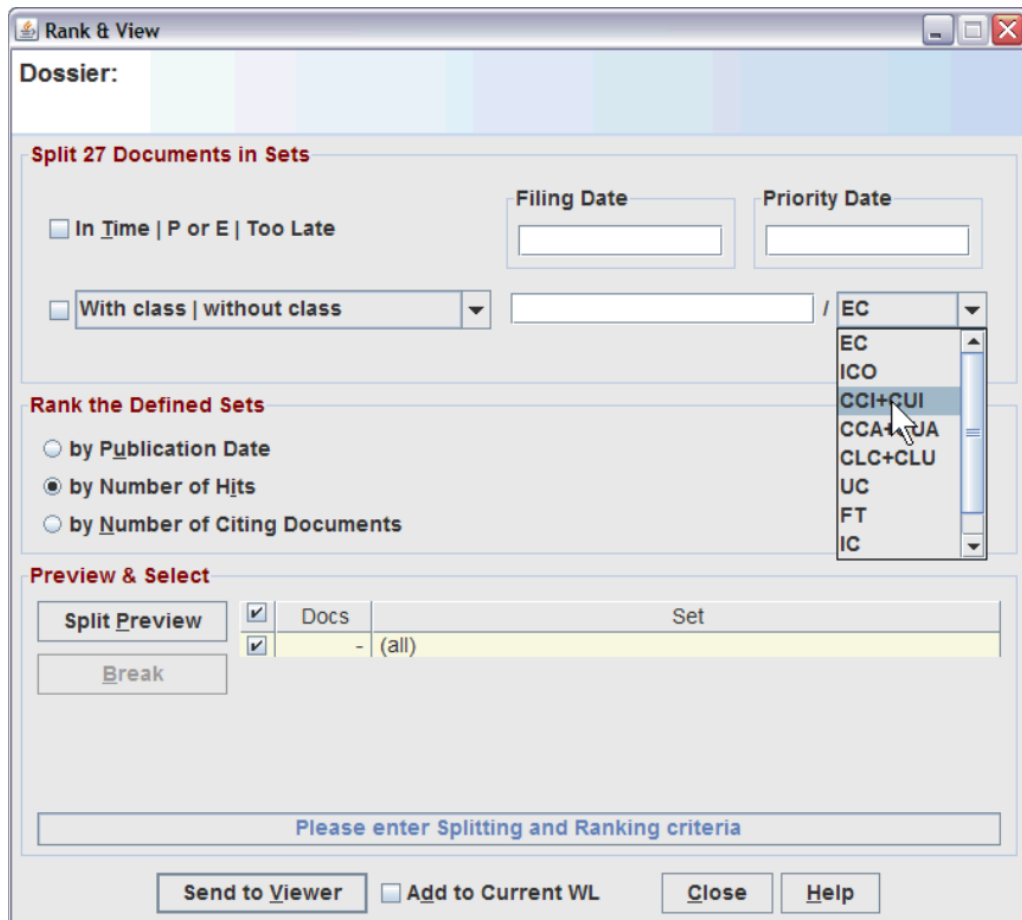 Rank & View
Dossier:
Split 27 Documents in Sets
Filing Date Priority Date
In Time | P or E | Too Late
With class | without class / EC
EC
ICO
CCI+CUI
CCA+CUA
CLC+CLU
UC
FT
IC
Rank the Defined Sets
by Publication Date
by Number of Hits
by Number of Citing Documents
Preview & Select
Split Preview Docs Set
- (all)
Break
Please enter Splitting and Ranking criteria
Send to Viewer Add to Current WL Close Help